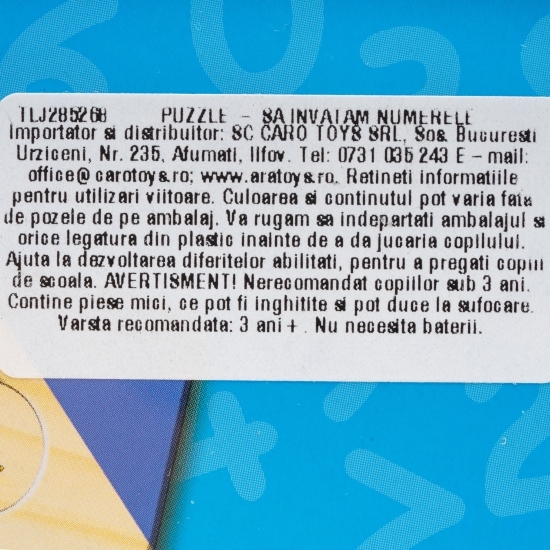 TLJ285268 PUZZLE - SA INVATAM NUMERELE
Importator si distribuitor: SC CARO TOYS SRL, Sos. Bucuresti
Urziceni, Nr. 235, Afumati, Ilfov. Tel: 0731 035 243 E - mail:
office@carotoys.ro; www.aratoys.ro. Retineti informatiile
pentru utilizari viitoare. Culoarea si continutul pot varia fata
de pozele de pe ambalaj. Va rugam sa indepartati ambalajul si
orice legatura din plastic inainte de a da jucaria copilului.
Ajuta la dezvoltarea diferitelor abilitati, pentru a pregati copiii
de scoala. AVERTISMENT! Nerecomandat copiilor sub 3 ani.
Contine piese mici, ce pot fi inghitite si pot duce la sufocare.
Varsta recomandata: 3 ani + . Nu necesita baterii.